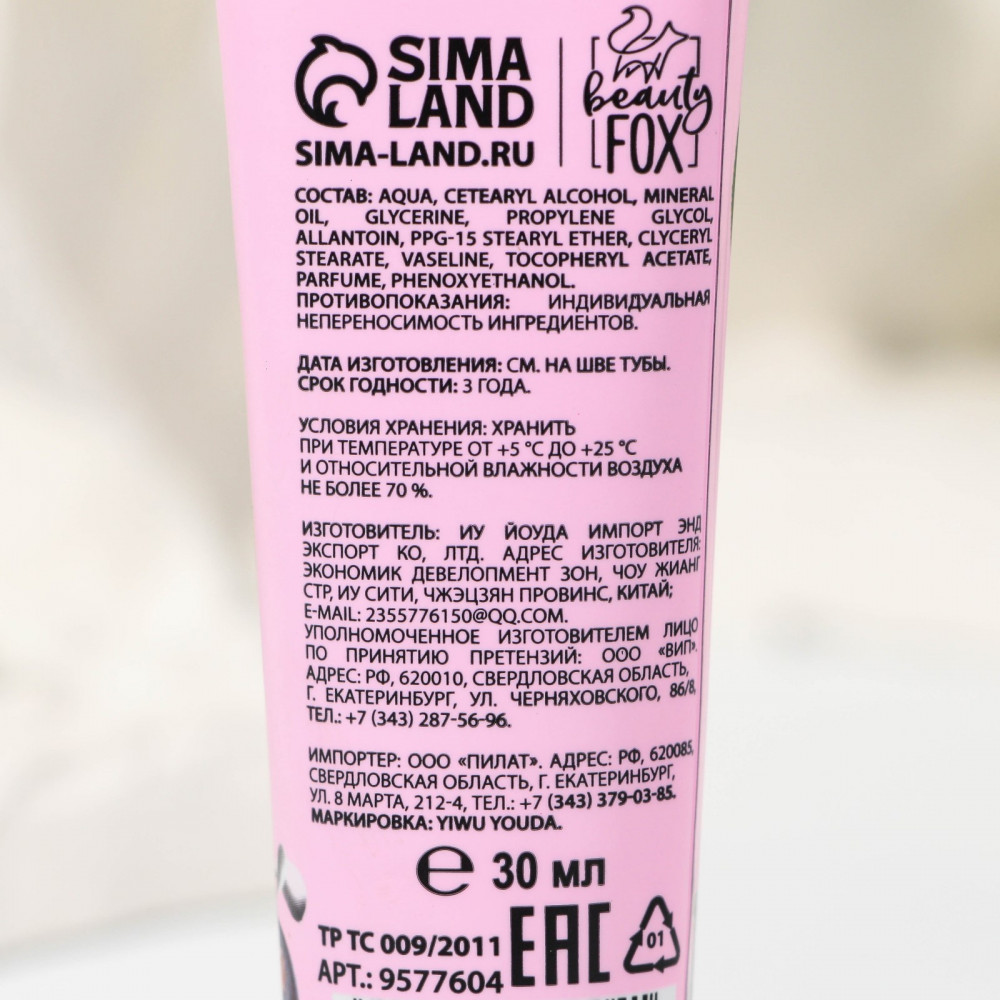 SIMA
LAND
SIMA-LAND.RU
beauty
FOX
СОСТАВ: AQUA, CETEARYL ALCOHOL, MINERAL
OIL, GLYCERINE, PROPYLENE GLYCOL,
ALLANTOIN, PPG-15 STEARYL ETHER, CLYCERYL
STEARATE, VASELINE, TOCOPHERYL ACETATE,
PARFUME, PHENOXYETHANOL.
ПРОТИВОПОКАЗАНИЯ: ИНДИВИДУАЛЬНАЯ
НЕПЕРЕНОСИМОСТЬ ИНГРЕДИЕНТОВ.
ДАТА ИЗГОТОВЛЕНИЯ: СМ. НА ШВЕ ТУБЫ.
СРОК ГОДНОСТИ: 3 ГОДА.
УСЛОВИЯ ХРАНЕНИЯ: ХРАНИТЬ
ПРИ ТЕМПЕРАТУРЕ ОТ +5 °C ДО +25 °C
И ОТНОСИТЕЛЬНОЙ ВЛАЖНОСТИ ВОЗДУХА
НЕ БОЛЕЕ 70 %.
ИЗГОТОВИТЕЛЬ: ИУ ЙОУДА ИМПОРТ ЭНД
ЭКСПОРТ КО, ЛТД. АДРЕС ИЗГОТОВИТЕЛЯ:
ЭКОНОМИК ДЕВЕЛОПМЕНТ ЗОН, ЧОУ ЖИАНГ
СТР, ИУ СИТИ, ЧЖЭЦЗЯН ПРОВИНС, КИТАЙ;
E-MAIL: 2355776150@QQ.COM.
УПОЛНОМОЧЕННОЕ ИЗГОТОВИТЕЛЕМ ЛИЦО
ПО ПРИНЯТИЮ ПРЕТЕНЗИЙ: ООО «ВИП».
АДРЕС: РФ, 620010, СВЕРДЛОВСКАЯ ОБЛАСТЬ,
Г. ЕКАТЕРИНБУРГ, УЛ. ЧЕРНЯХОВСКОГО, 86/8,
ТЕЛ.: +7 (343) 287-56-96.
ИМПОРТЕР: ООО «ПИЛАТ». АДРЕС: РФ, 620085,
СВЕРДЛОВСКАЯ ОБЛАСТЬ, Г. ЕКАТЕРИНБУРГ,
УЛ. 8 МАРТА, 212-4, ТЕЛ.: +7 (343) 379-03-85.
МАРКИРОВКА: YIWU YOUDA.
℮ 30 мл
ТР ТС 009/2011
АРТ.: 9577604
EAC
01